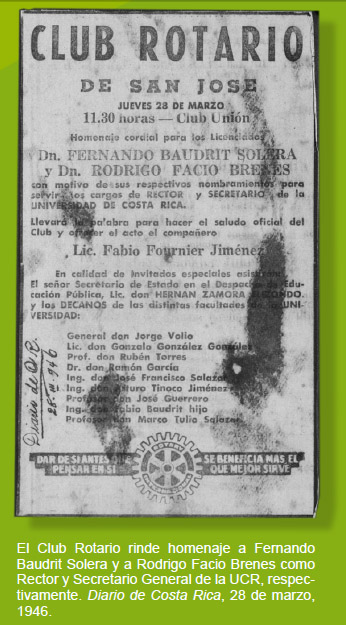 CLUB ROTARIO
DE SAN JOSE
JUEVES 28 DE MARZO
11.30 horas — Club Unión
Homenaje cordial para los Licenciados
Dn. FERNANDO BAUDRIT SOLERA
y Dn. RODRIGO FACIO BRENES
con motivo de sus respectivos nombramientos para
servir los cargos de RECTOR y SECRETARIO de la
UNIVERSIDAD DE COSTA RICA.
Llevará la palabra para hacer el saludo oficial del
Club y ofrecer el acto el compañero
Lic. Fabio Fournier Jiménez
En calidad de invitados especiales
El señor Secretario de Estado en el Despacho de Edu-
cación Pública, Lic. don HERNAN ZAMORA
y los DECANOS de las distintas facultades de la UNI-
VERSIDAD:
General don Jorge Volio
Lic. don Gonzalo González González
Prof. don Rubén Torres
Dr. don Ramón García
Ing. don José Francisco Salazar
Ing. don Arturo Tinoco Jiménez
Profesor don José Guerrero
Ing. don Fabio Baudrit hijo
Profesor don Marco Tulio Salazar
Diario de C.R.
28-III-946
DAR DE SI ANTES QUE
PENSAR EN SI
ROTARY
INTERNATIONAL
SE BENEFICIA MAS EL
QUE MEJOR SIRVE
El Club Rotario rinde homenaje a Fernando
Baudrit Solera y a Rodrigo Facio Brenes como
Rector y Secretario General de la UCR, respec-
tivamente. Diario de Costa Rica, 28 de marzo,
1946.